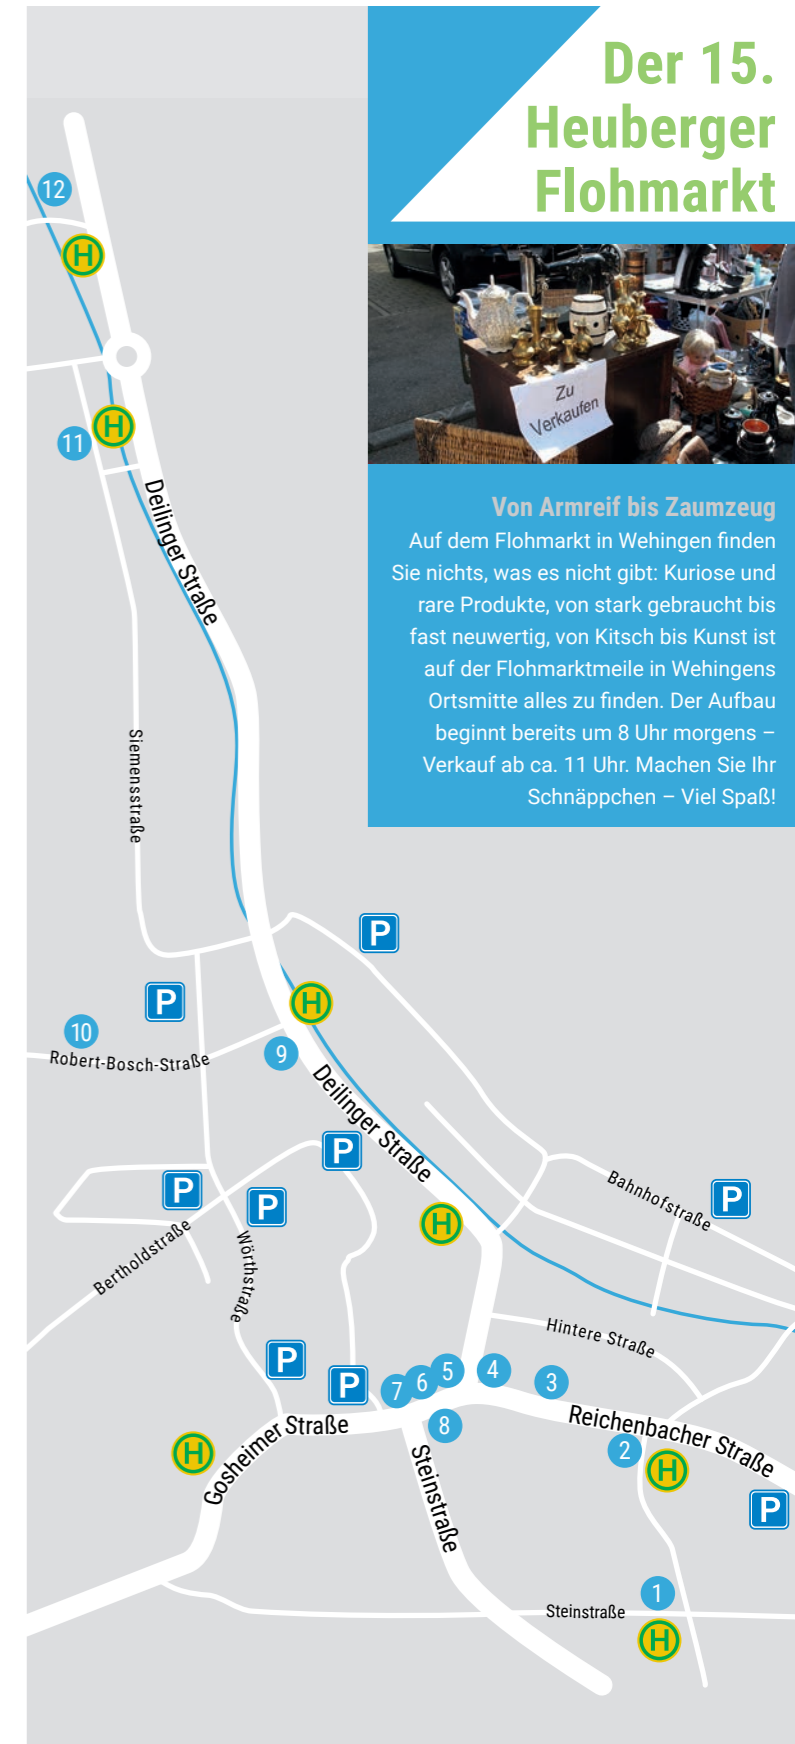 Der 15.
Heuberger
Flohmarkt
Zu
Verkaufen
Von Armreif bis Zaumzeug
Auf dem Flohmarkt in Wehingen finden
Sie nichts, was es nicht gibt: Kuriose und
rare Produkte, von stark gebraucht bis
fast neuwertig, von Kitsch bis Kunst ist
auf der Flohmarktmeile in Wehingens
Ortsmitte alles zu finden. Der Aufbau
beginnt bereits um 8 Uhr morgens –
Verkauf ab ca. 11 Uhr. Machen Sie Ihr
Schnäppchen – Viel Spaß!
12
H
H
11
Deilinger Straße
Siemensstraße
P
P
H
10
Robert-Bosch-Straße
9
Deilinger Straße
P
P
P
Bahnhofstraße
P
H
Bertholdstraße
Wörthstraße
Hintere Straße
P
P
7
6
5
4
3
8
Reichenbacher Straße
Gosheimer Straße
H
2
H
Steinstraße
P
1
Steinstraße
H